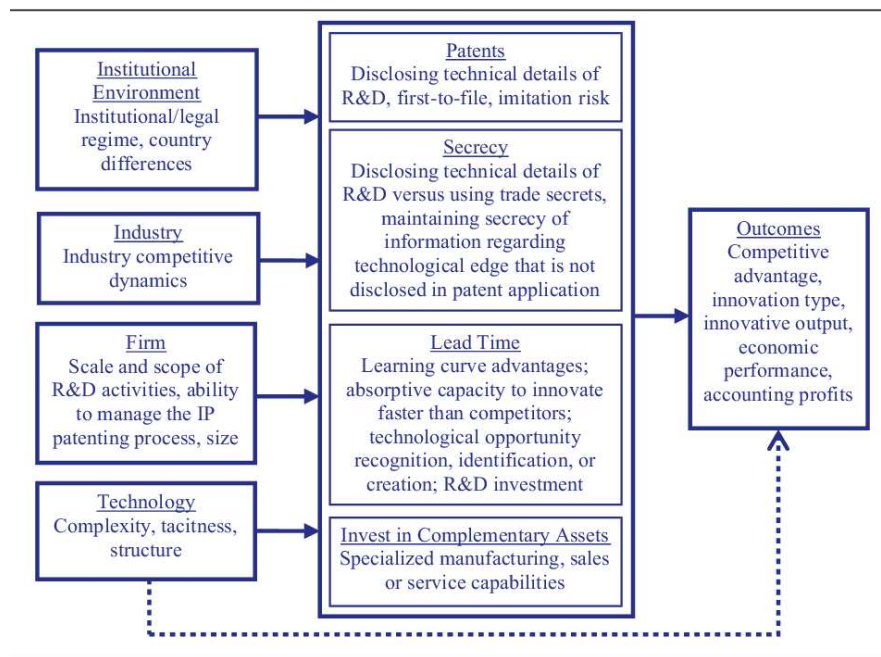 Institutional
Environment
Institutional/legal
regime, country
differences
Industry
Industry competitive
dynamics
Firm
Scale and scope of
R&D activities, ability
to manage the IP
patenting process, size
Technology
Complexity, tacitness,
structure
Patents
Disclosing technical details of
R&D, first-to-file, imitation risk
Secrecy
Disclosing technical details of
R&D versus using trade secrets,
maintaining secrecy of
information regarding
technological edge that is not
disclosed in patent application
Lead Time
Learning curve advantages;
absorptive capacity to innovate
faster than competitors;
technological opportunity
recognition, identification, or
creation; R&D investment
Invest in Complementary Assets
Specialized manufacturing, sales
or service capabilities
Outcomes
Competitive
advantage,
innovation type,
innovative output,
economic
performance,
accounting profits